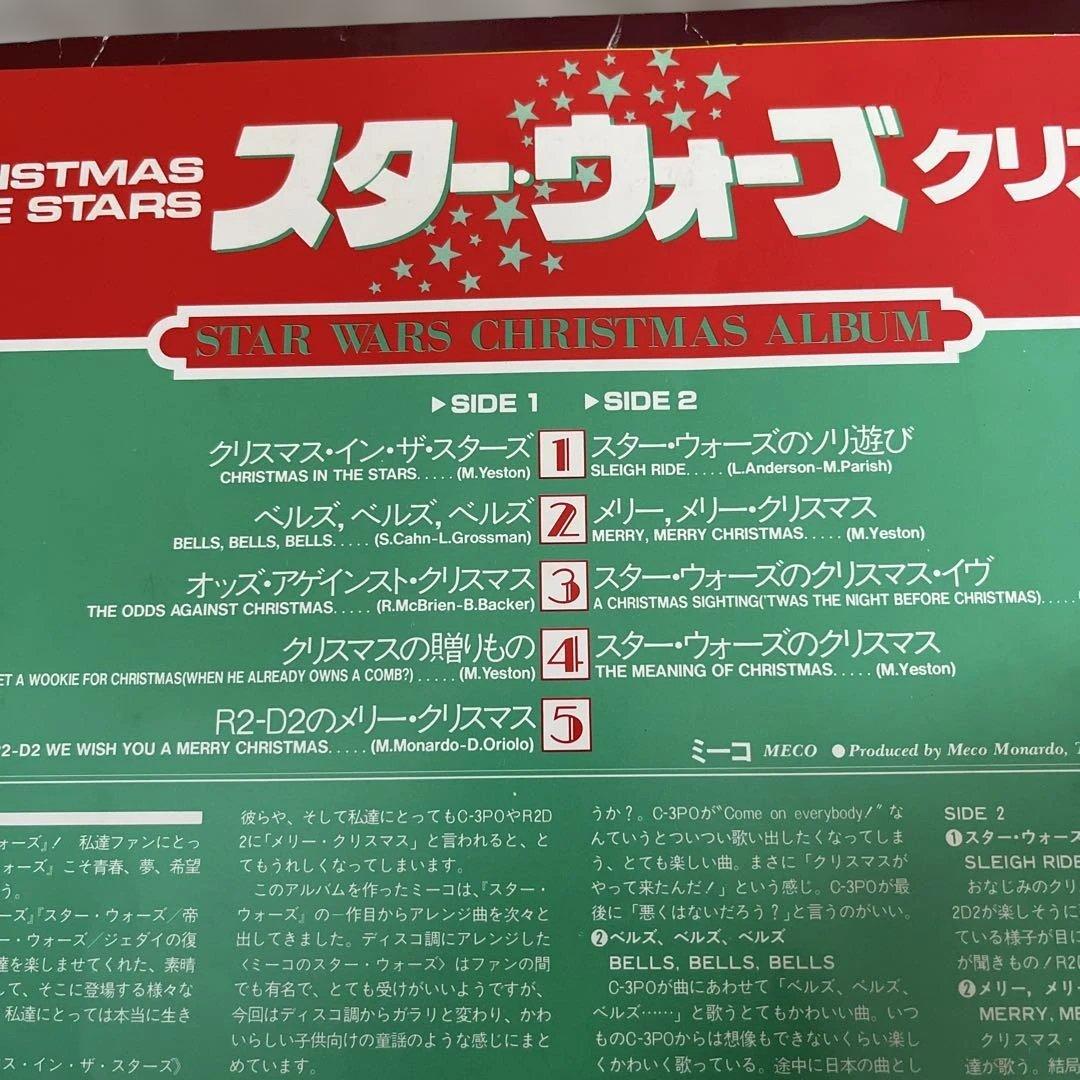 スター・ウォーズ
STARS
STAR WARS CHRISTMAS ALBUM
▶SIDE 1
クリスマス・イン・ザ・スターズ 1
CHRISTMAS IN THE STARS.....(M.Yeston)
ベルズ, ベルズ, ベルズ 2
BELLS, BELLS, BELLS.....(S.Cahn-L.Grossman)
オッズ・アゲインスト・クリスマス 3
THE ODDS AGAINST CHRISTMAS.....(R.McBrien-B.Backer)
クリスマスの贈りもの 4
A WOOKIE FOR CHRISTMAS(WHEN HE ALREADY OWNS A COMB?).....(M.Yeston)
R2-D2のメリー・クリスマス 5
2-D2 WE WISH YOU A MERRY CHRISTMAS.....(M.Monardo-D.Oriolo)
▶SIDE 2
スター・ウォーズのソリ遊び
SLEIGH RIDE.....(L.Anderson-M.Parish)
メリー, メリー・クリスマス
MERRY, MERRY CHRISTMAS.....(M.Yeston)
スター・ウォーズのクリスマス・イヴ
A CHRISTMAS SIGHTING('TWAS THE NIGHT BEFORE CHRISTMAS).....
スター・ウォーズのクリスマス
THE MEANING OF CHRISTMAS.....(M.Yeston)
ミーコ MECO ●Produced by Meco Monardo,
ォーズ』! 私達ファンにとっ
ォーズ』こそ青春、夢、希望
う。
ーズ』『スター・ウォーズ/帝
ー・ウォーズ/ジェダイの復
達を楽しませてくれた、素晴
して、そこに登場する様々な
私達にとっては本当に生き
ス・イン・ザ・スターズ》
彼らや、そして私達にとってもC-3POやR2D
2に「メリー・クリスマス」と言われると、と
てもうれしくなってしまいます。
このアルバムを作ったミーコは、『スター・
ウォーズ』の一作目からアレンジ曲を次々と
出してきました。ディスコ調にアレンジした
〈ミーコのスター・ウォーズ〉はファンの間
でも有名で、とても受けがいいようですが、
今回はディスコ調からガラリと変わり、かわ
いらしい子供向けの童謡のような感じにまと
めています。
うか?。C-3POが“Come on everybody!”な
んていうとついつい歌い出したくなってしま
う、とても楽しい曲。まさに「クリスマスが
やって来たんだ!」という感じ。C-3POが最
後に「悪くはないだろう?」と言うのがいい。
❷ベルズ、ベルズ、ベルズ
BELLS, BELLS, BELLS
C-3POが曲にあわせて「ベルズ、ベルズ、
ベルズ……」と歌うとてもかわいい曲。いつ
ものC-3POからは想像もできないくらい楽し
くかわいく歌っている。途中に日本の曲とし
SIDE 2
❶スター・ウォーズ
SLEIGH RIDE
おなじみのクリ
2D2が楽しそうに
ている様子が目に
が聞きもの!R2D
❷メリー, メリ
MERRY, ME
クリスマス・
達が歌う。結局